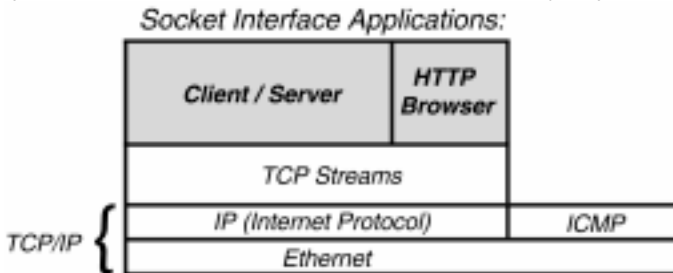 Socket Interface Applications:
Client / Server
HTTP
Browser
TCP Streams
IP (Internet Protocol)
ICMP
TCP/IP
Ethernet